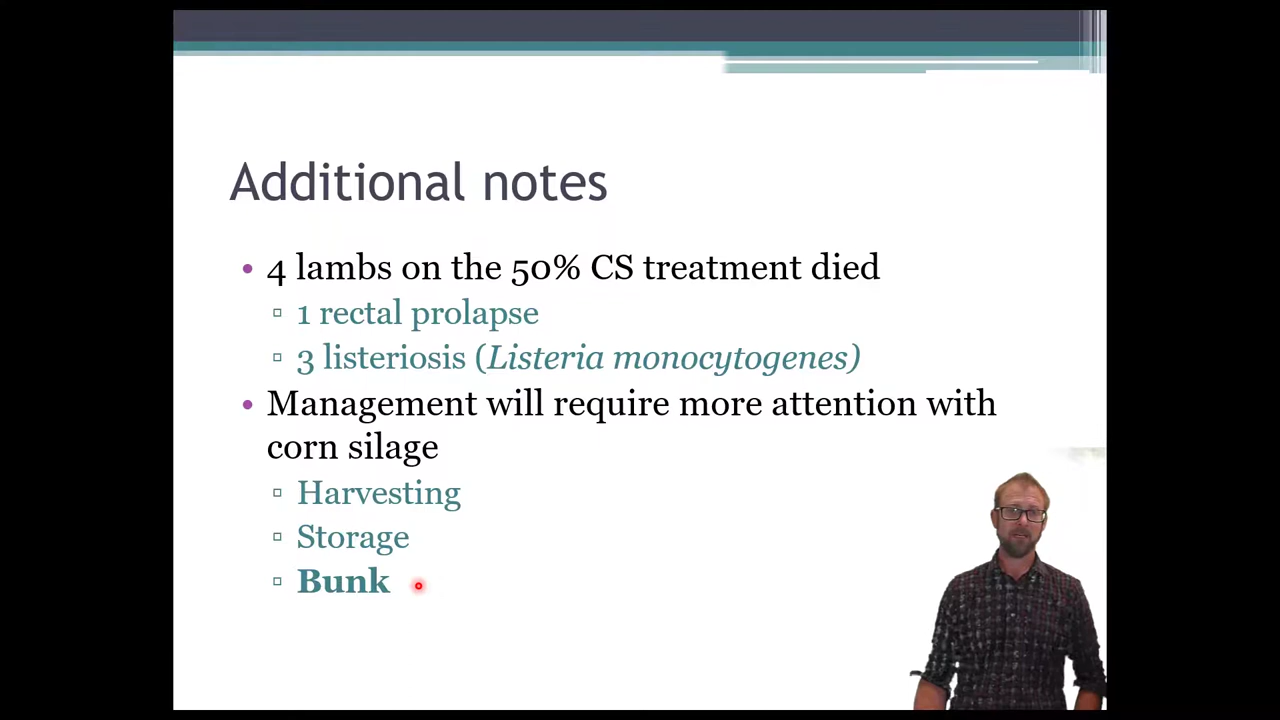 Additional notes
• 4 lambs on the 50% CS treatment died
▫ 1 rectal prolapse
▫ 3 listeriosis (Listeria monocytogenes)
• Management will require more attention with
corn silage
▫ Harvesting
▫ Storage
▫ Bunk